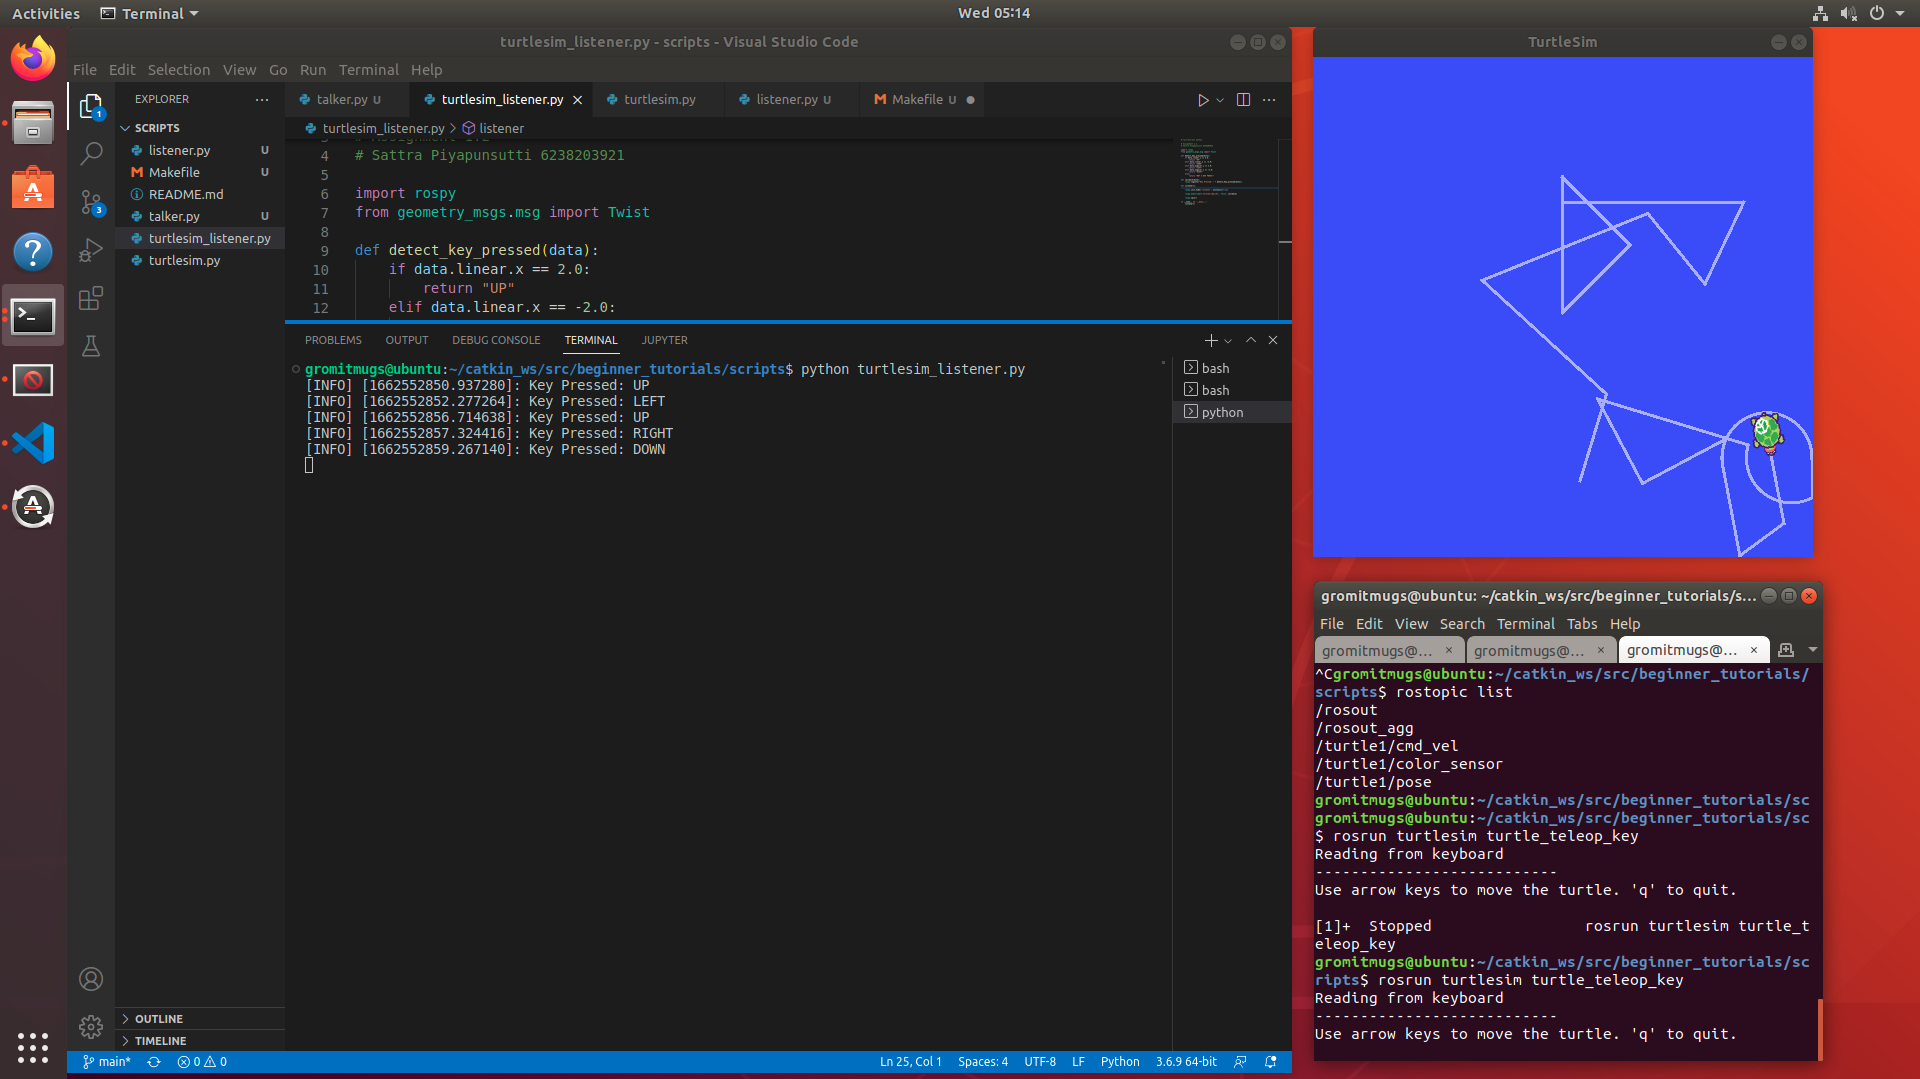 Activities
Terminal
Wed 05:14
turtlesim_listener.py - scripts - Visual Studio Code
File Edit Selection View Go Run Terminal Help
EXPLORER
SCRIPTS
listener.py U
Makefile U
README.md
talker.py U
turtlesim_listener.py
turtlesim.py
OUTLINE
TIMELINE
1
3
talker.py U
turtlesim_listener.py
turtlesim.py
listener.py U
Makefile U
turtlesim_listener.py > listener
4 # Sattra Piyapunsutti 6238203921
5
6 import rospy
7 from geometry_msgs.msg import Twist
8
9 def detect_key_pressed(data):
10 if data.linear.x == 2.0:
11 return "UP"
12 elif data.linear.x == -2.0:
PROBLEMS OUTPUT DEBUG CONSOLE TERMINAL JUPYTER
gromitmugs@ubuntu:~/catkin_ws/src/beginner_tutorials/scripts$ python turtlesim_listener.py
[INFO] [1662552850.937280]: Key Pressed: UP
[INFO] [1662552852.277264]: Key Pressed: LEFT
[INFO] [1662552856.714638]: Key Pressed: UP
[INFO] [1662552857.324416]: Key Pressed: RIGHT
[INFO] [1662552859.267140]: Key Pressed: DOWN
bash
bash
python
main* 0 0
Ln 25, Col 1 Spaces: 4 UTF-8 LF Python 3.6.9 64-bit
TurtleSim
gromitmugs@ubuntu: ~/catkin_ws/src/beginner_tutorials/s...
File Edit View Search Terminal Tabs Help
gromitmugs@... × gromitmugs@... × gromitmugs@... ×
^Cgromitmugs@ubuntu:~/catkin_ws/src/beginner_tutorials/
scripts$ rostopic list
/rosout
/rosout_agg
/turtle1/cmd_vel
/turtle1/color_sensor
/turtle1/pose
gromitmugs@ubuntu:~/catkin_ws/src/beginner_tutorials/sc
gromitmugs@ubuntu:~/catkin_ws/src/beginner_tutorials/sc
$ rosrun turtlesim turtle_teleop_key
Reading from keyboard
---------------------------
Use arrow keys to move the turtle. 'q' to quit.
[1]+ Stopped rosrun turtlesim turtle_t
eleop_key
gromitmugs@ubuntu:~/catkin_ws/src/beginner_tutorials/sc
ripts$ rosrun turtlesim turtle_teleop_key
Reading from keyboard
---------------------------
Use arrow keys to move the turtle. 'q' to quit.